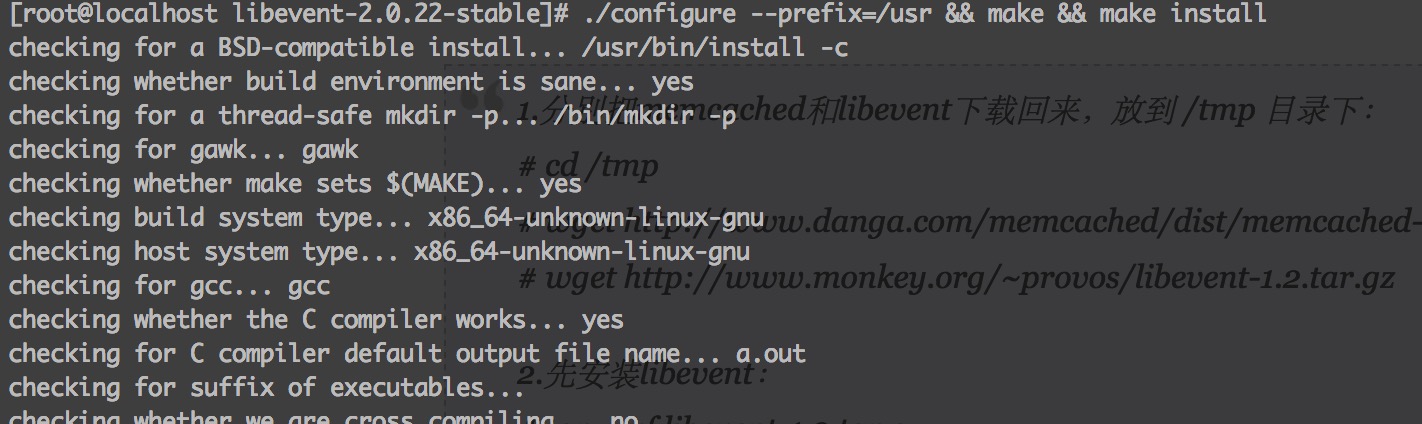 [root@localhost libevent-2.0.22-stable]# ./configure --prefix=/usr && make && make install
checking for a BSD-compatible install... /usr/bin/install -c
checking whether build environment is sane... yes
checking for a thread-safe mkdir -p... /bin/mkdir -p
checking for gawk... gawk
checking whether make sets $(MAKE)... yes
checking build system type... x86_64-unknown-linux-gnu
checking host system type... x86_64-unknown-linux-gnu
checking for gcc... gcc
checking whether the C compiler works... yes
checking for C compiler default output file name... a.out
checking for suffix of executables...
checking whether we are cross compiling... no
1.分别把memcached和libevent下载回来，放到 /tmp 目录下：
# cd /tmp
# wget http://www.danga.com/memcached/dist/memcached-
# wget http://www.monkey.org/~provos/libevent-1.2.tar.gz
2.先安装libevent：